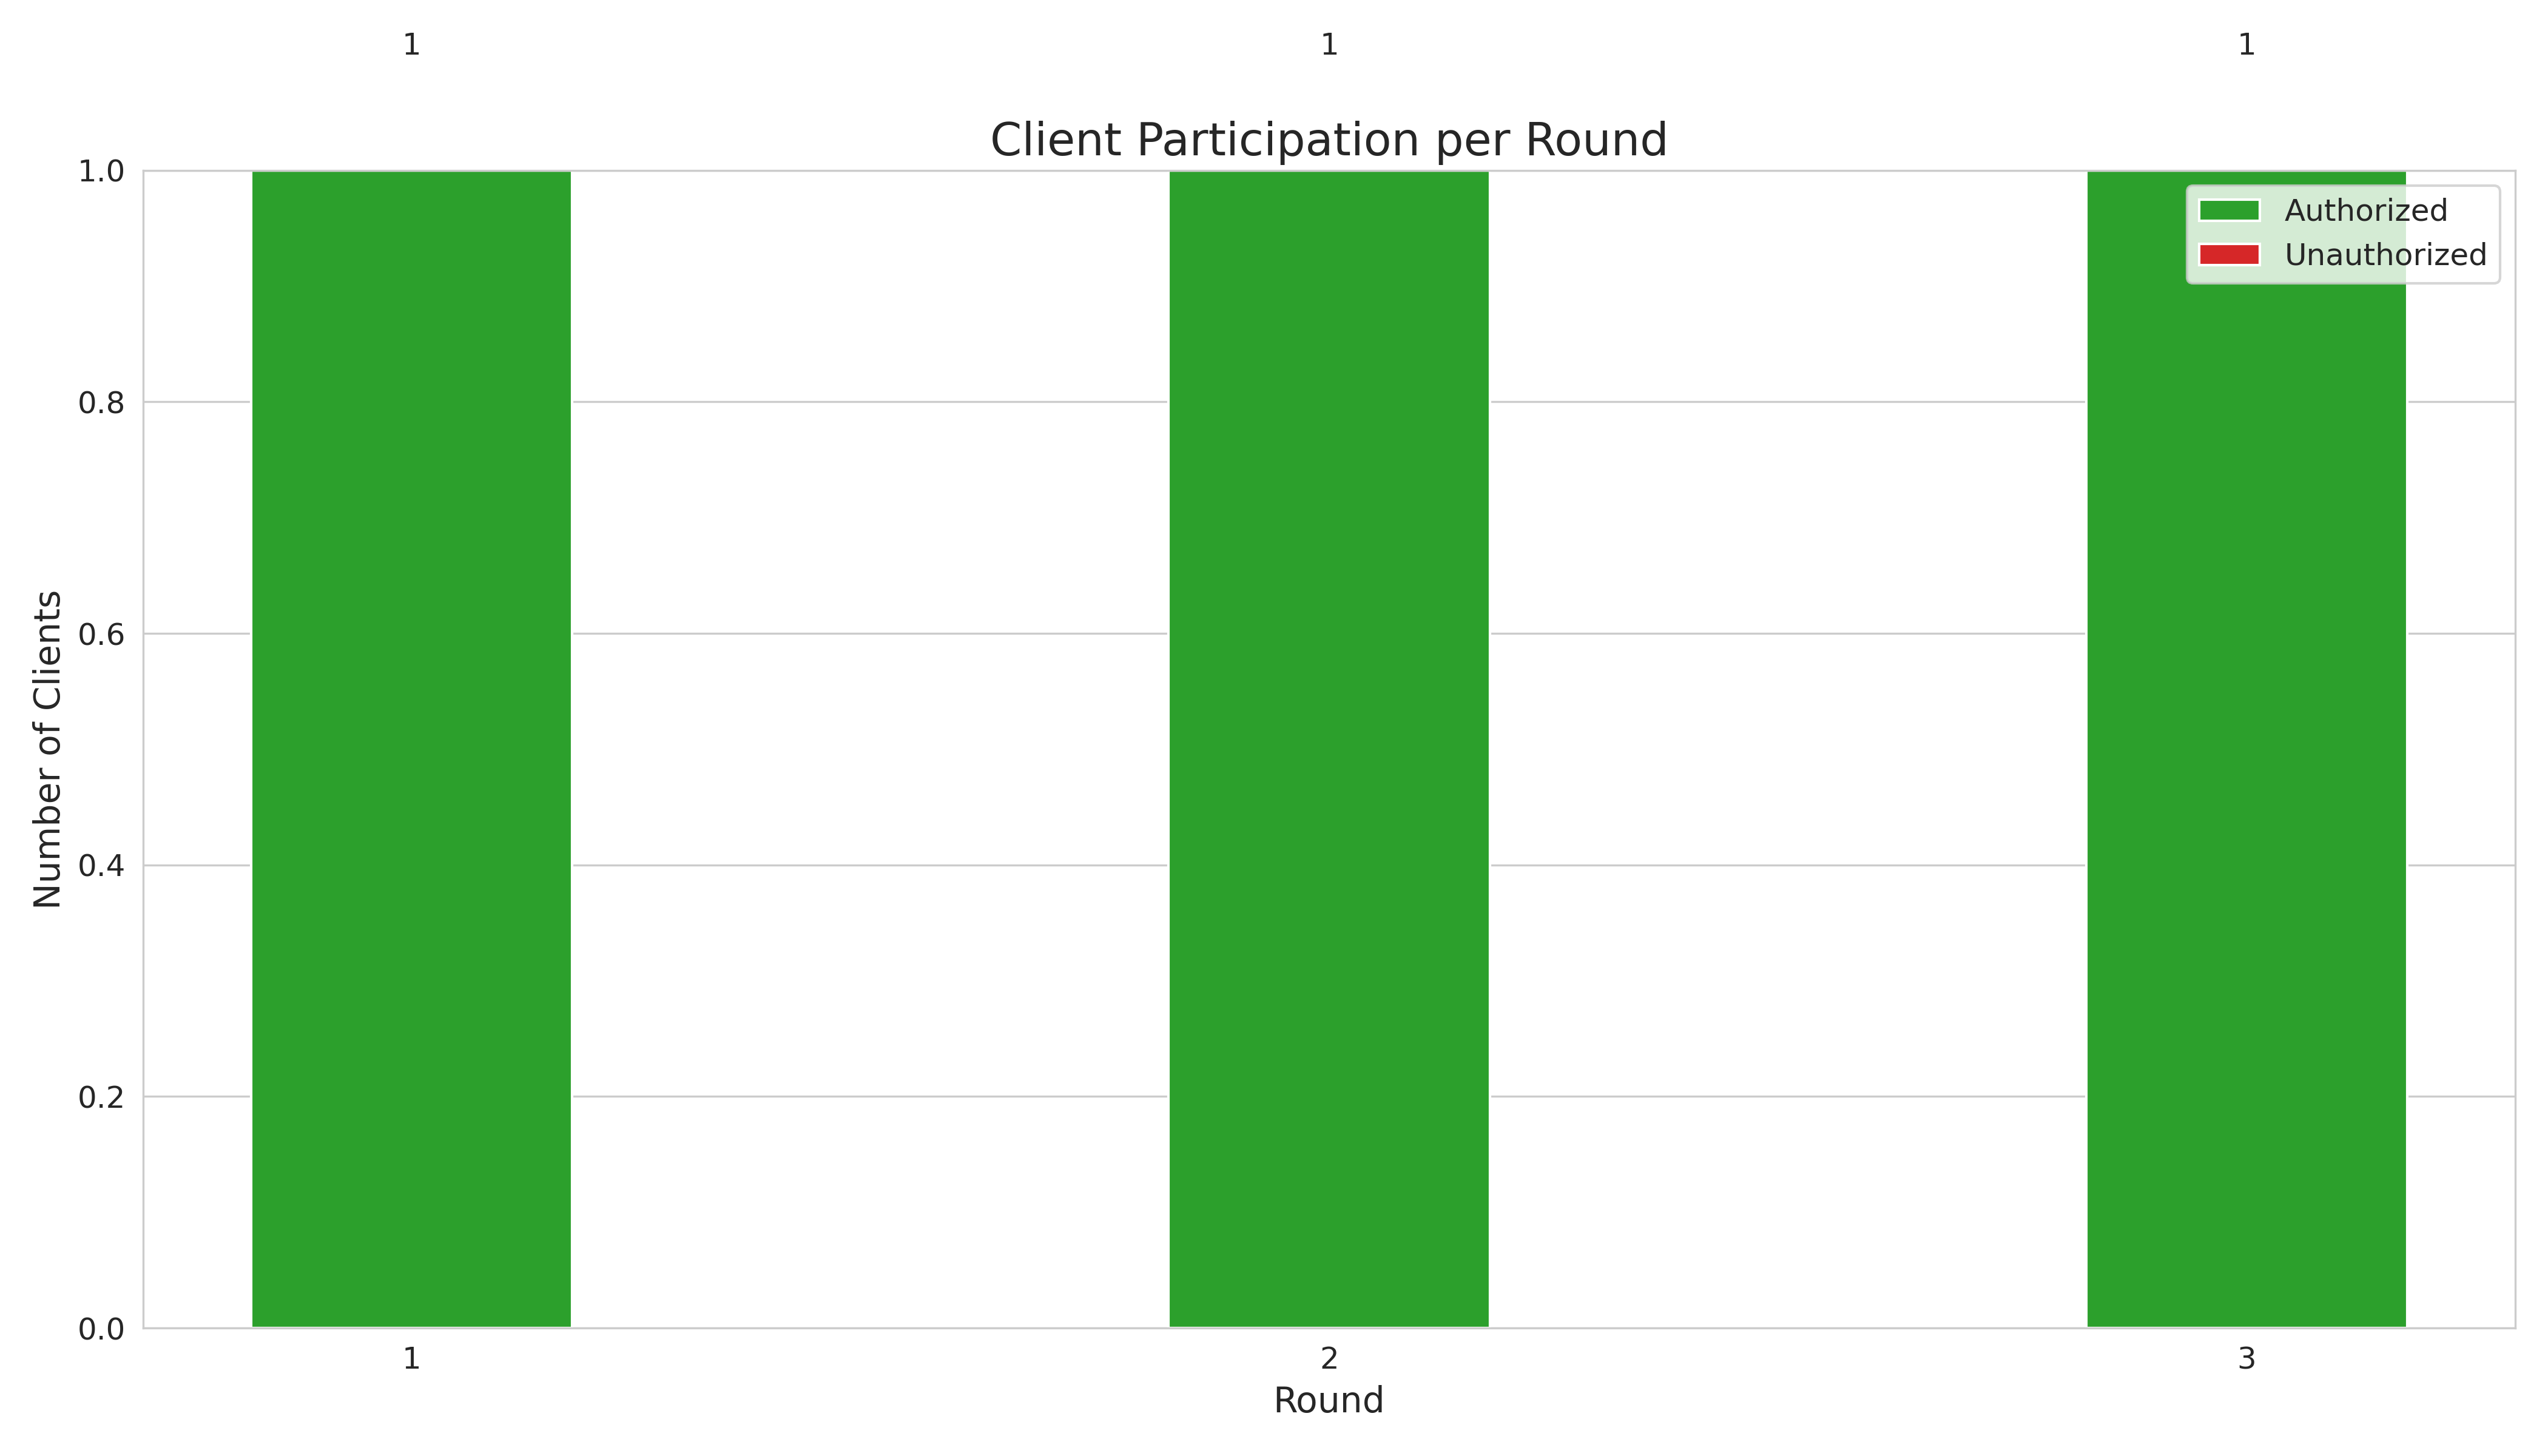 1 1 1
Client Participation per Round
1.0
Authorized
Unauthorized
0.8
0.6
0.4
0.2
0.0
Number of Clients
1 2 3
Round